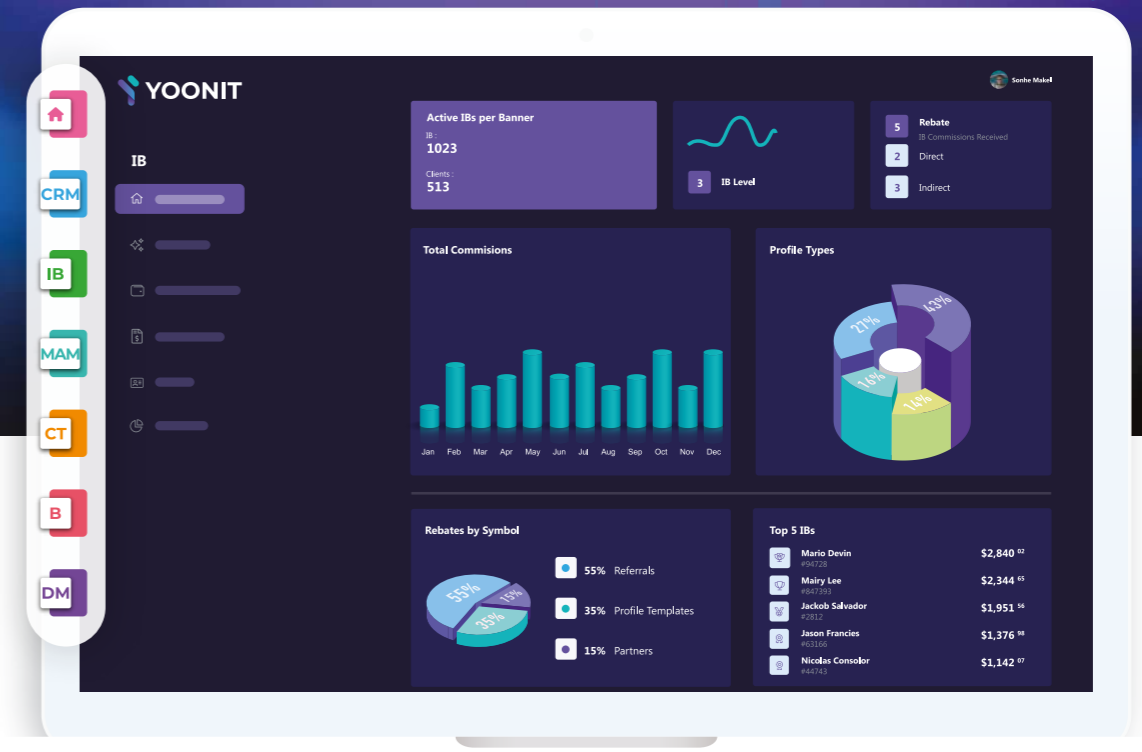 YOONIT
Sonhe Makell
CRM
IB
MAM
CT
B
DM
IB
Active IBs per Banner
IB :
1023
Clients :
513
3 IB Level
5 Rebate
IB Commissions Received
2 Direct
3 Indirect
Total Commisions
Jan Feb Mar Apr May Jun Jul Aug Sep Oct Nov Dec
Profile Types
43%
27%
16%
14%
Rebates by Symbol
55%
15%
35%
55% Referrals
35% Profile Templates
15% Partners
Top 5 IBs
Mario Devin $2,840 02
#94728
Mairy Lee $2,344 65
#847393
Jackob Salvador $1,951 56
#2812
Jason Francies $1,376 98
#63166
Nicolas Consolor $1,142 07
#44743